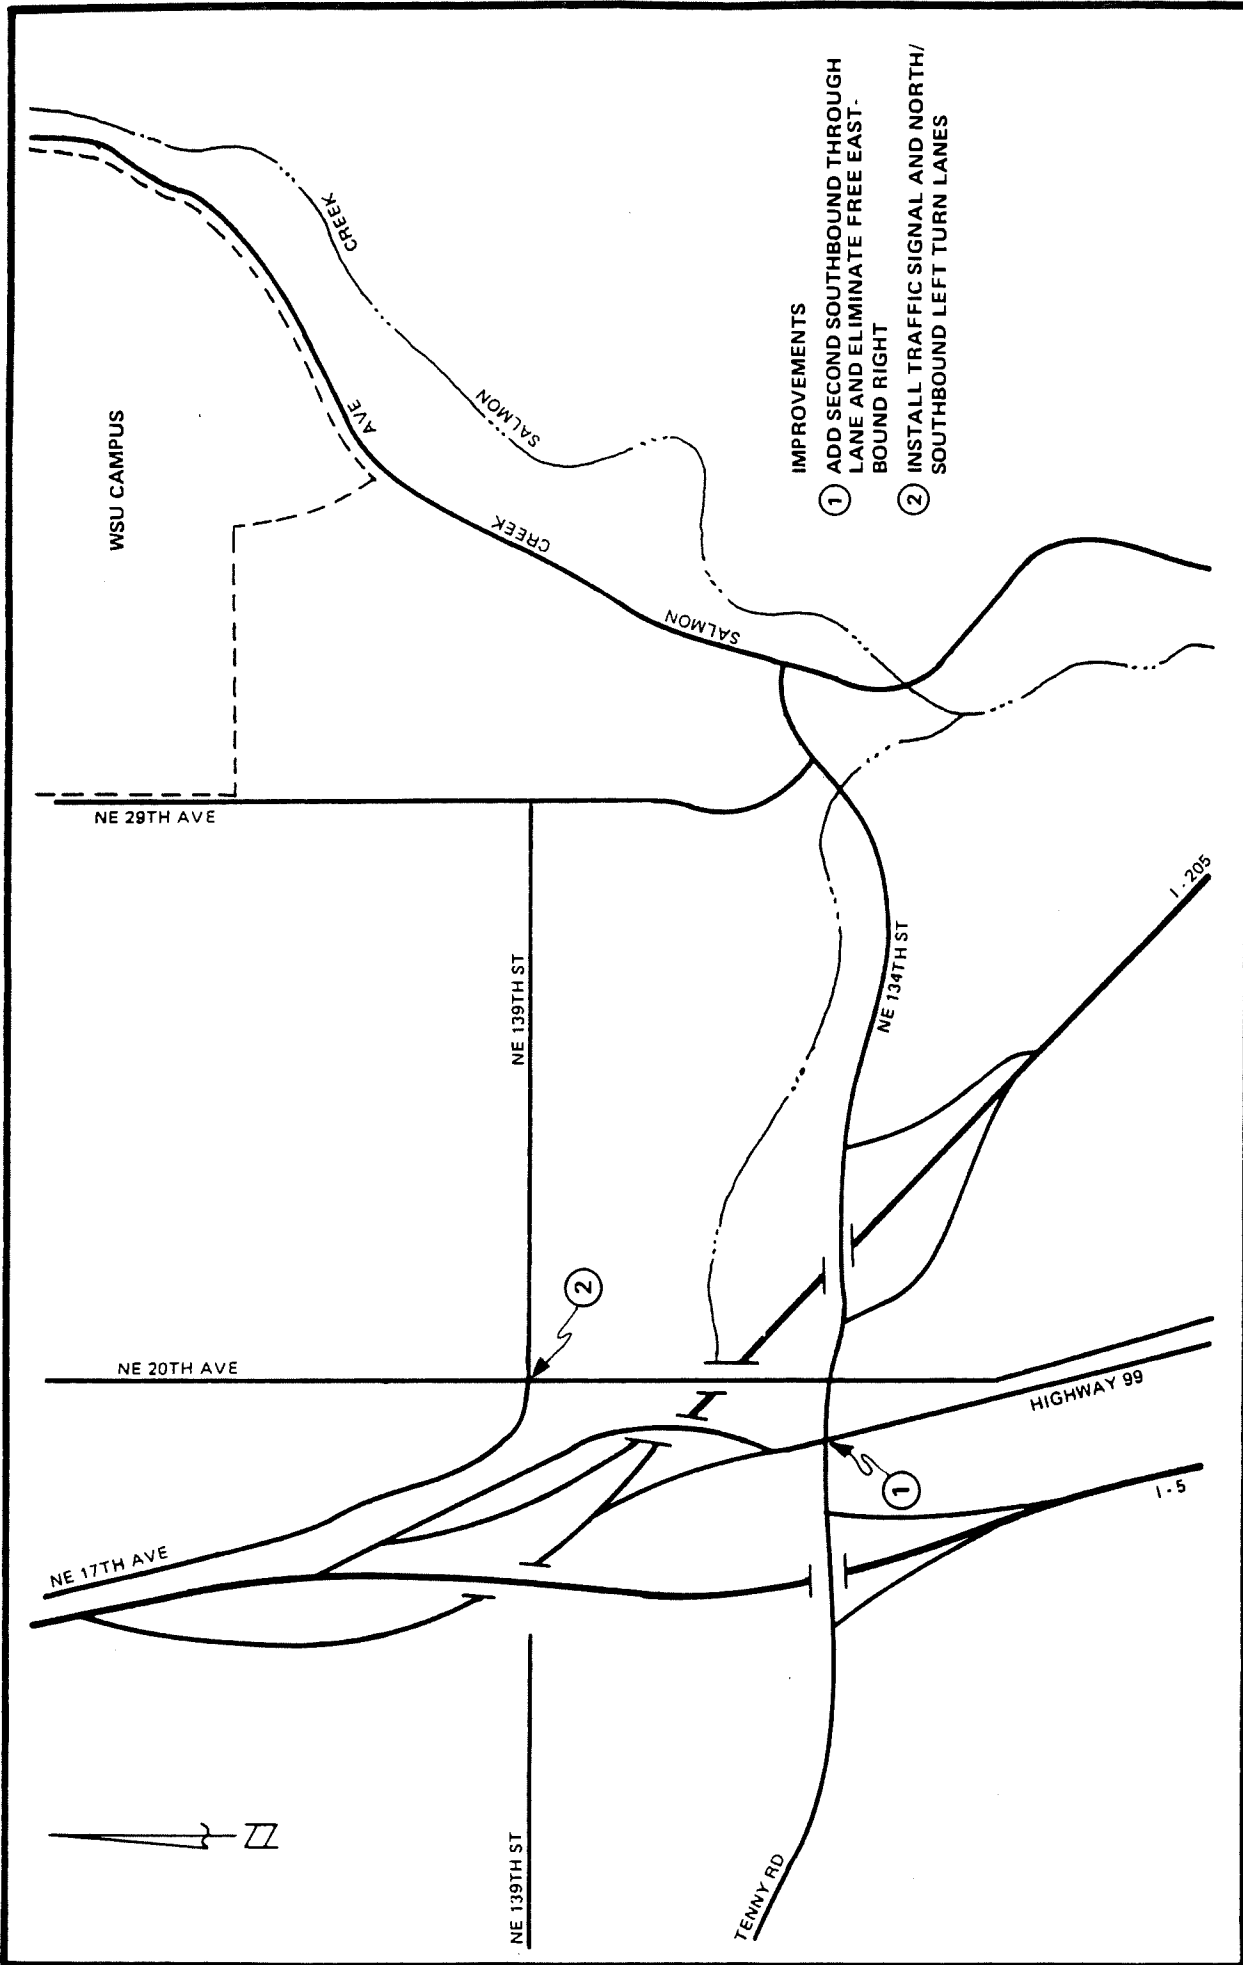 WSU CAMPUS
CREEK
SALMON
AVE
CREEK
SALMON
IMPROVEMENTS
1 ADD SECOND SOUTHBOUND THROUGH
LANE AND ELIMINATE FREE EAST-
BOUND RIGHT
2 INSTALL TRAFFIC SIGNAL AND NORTH/
SOUTHBOUND LEFT TURN LANES
NE 29TH AVE
NE 139TH ST
NE 134TH ST
I - 205
2
NE 20TH AVE
HIGHWAY 99
1
I - 5
NE 17TH AVE
NE 139TH ST
TENNY RD